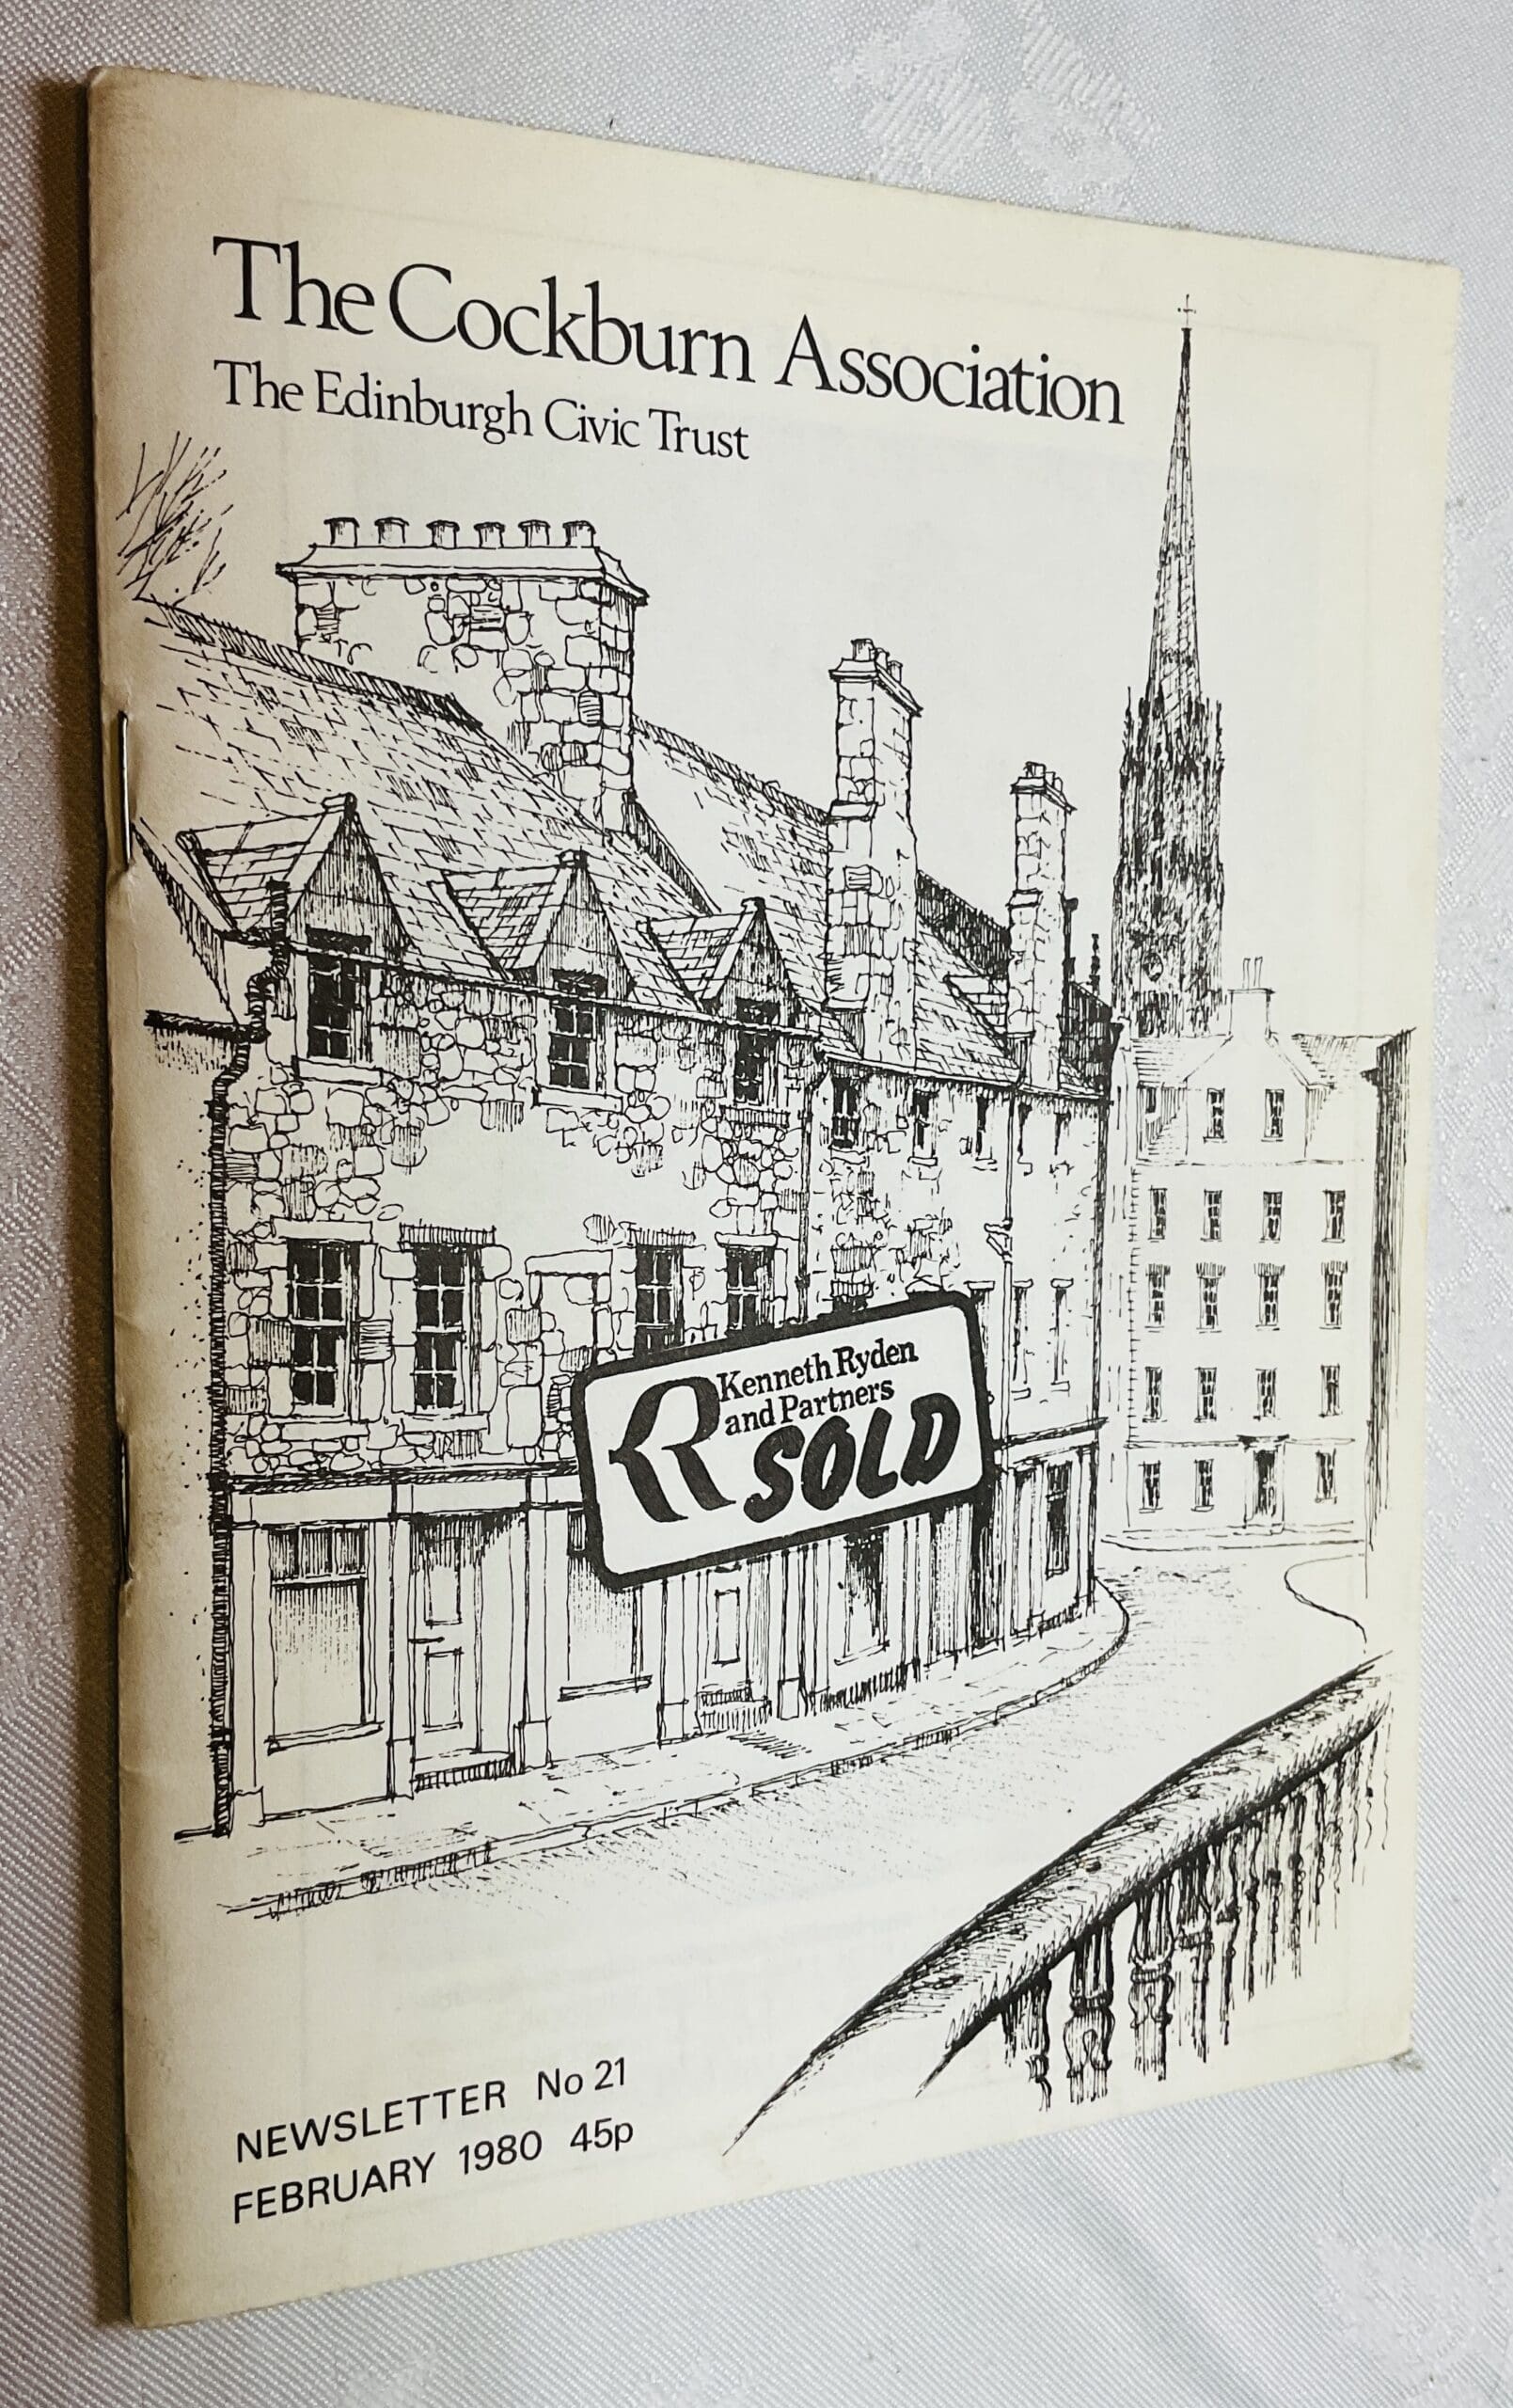 The Cockburn Association
The Edinburgh Civic Trust
Kenneth Ryden
and Partners
SOLD
NEWSLETTER No 21
FEBRUARY 1980 45p